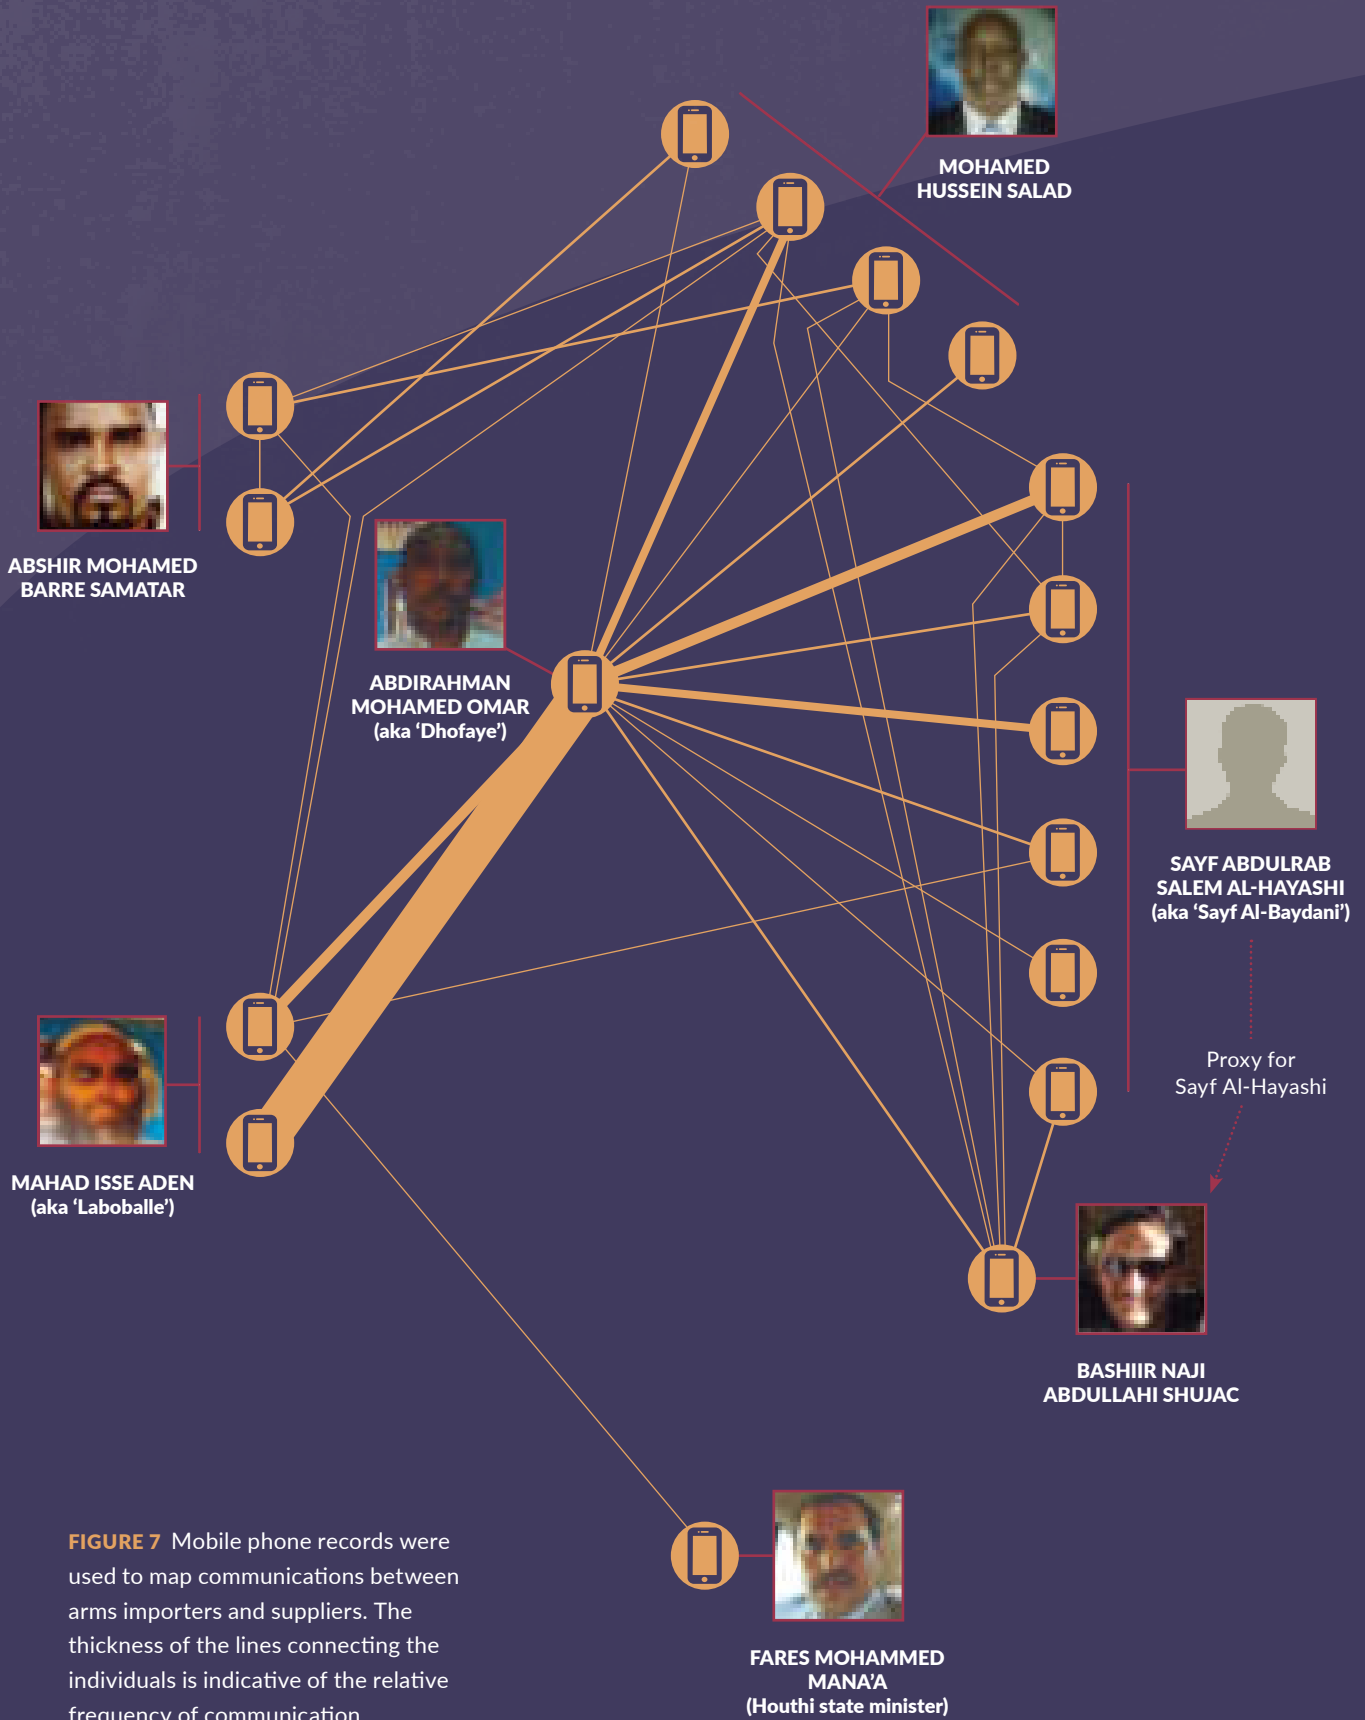 MOHAMED
HUSSEIN SALAD
ABSHIR MOHAMED
BARRE SAMATAR
ABDIRAHMAN
MOHAMED OMAR
(aka ‘Dhofaye’)
SAYF ABDULRAB
SALEM AL-HAYASHI
(aka ‘Sayf Al-Baydani’)
Proxy for
Sayf Al-Hayashi
MAHAD ISSE ADEN
(aka ‘Laboballe’)
BASHIIR NAJI
ABDULLAHI SHUJAC
FARES MOHAMMED
MANA’A
(Houthi state minister)
FIGURE 7 Mobile phone records were
used to map communications between
arms importers and suppliers. The
thickness of the lines connecting the
individuals is indicative of the relative
frequency of communication